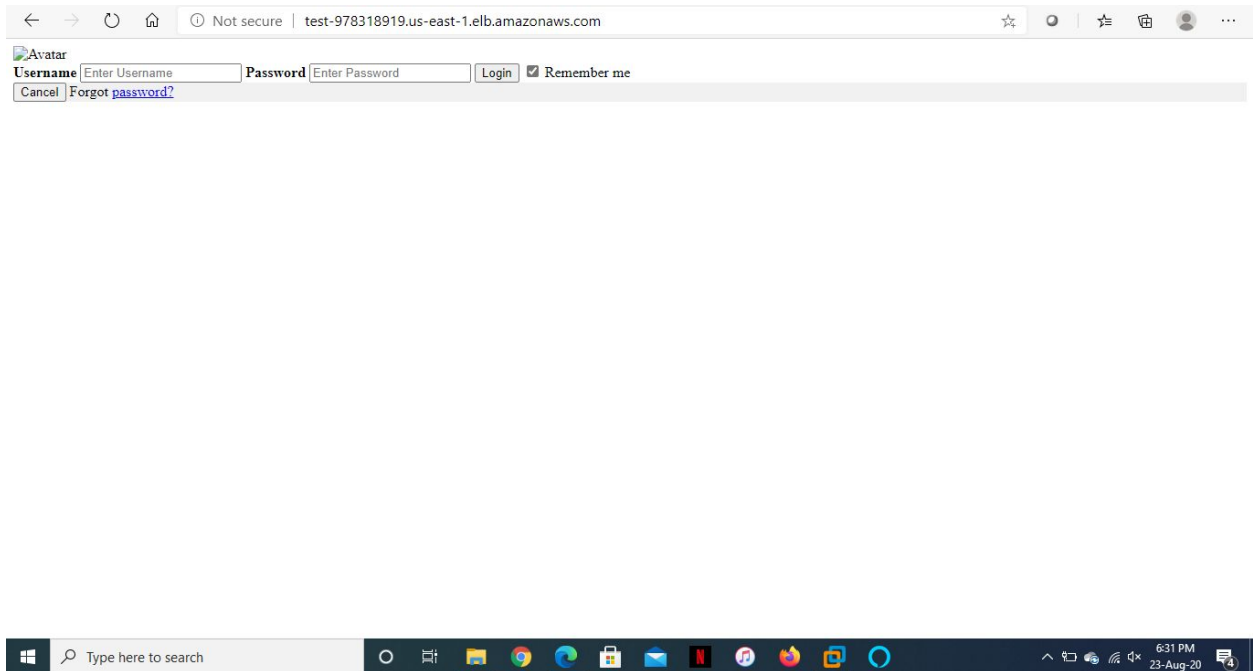 Not secure | test-978318919.us-east-1.elb.amazonaws.com
Avatar
Username Enter Username Password Enter Password Login Remember me
Cancel Forgot password?
Type here to search
6:31 PM
23-Aug-20
4